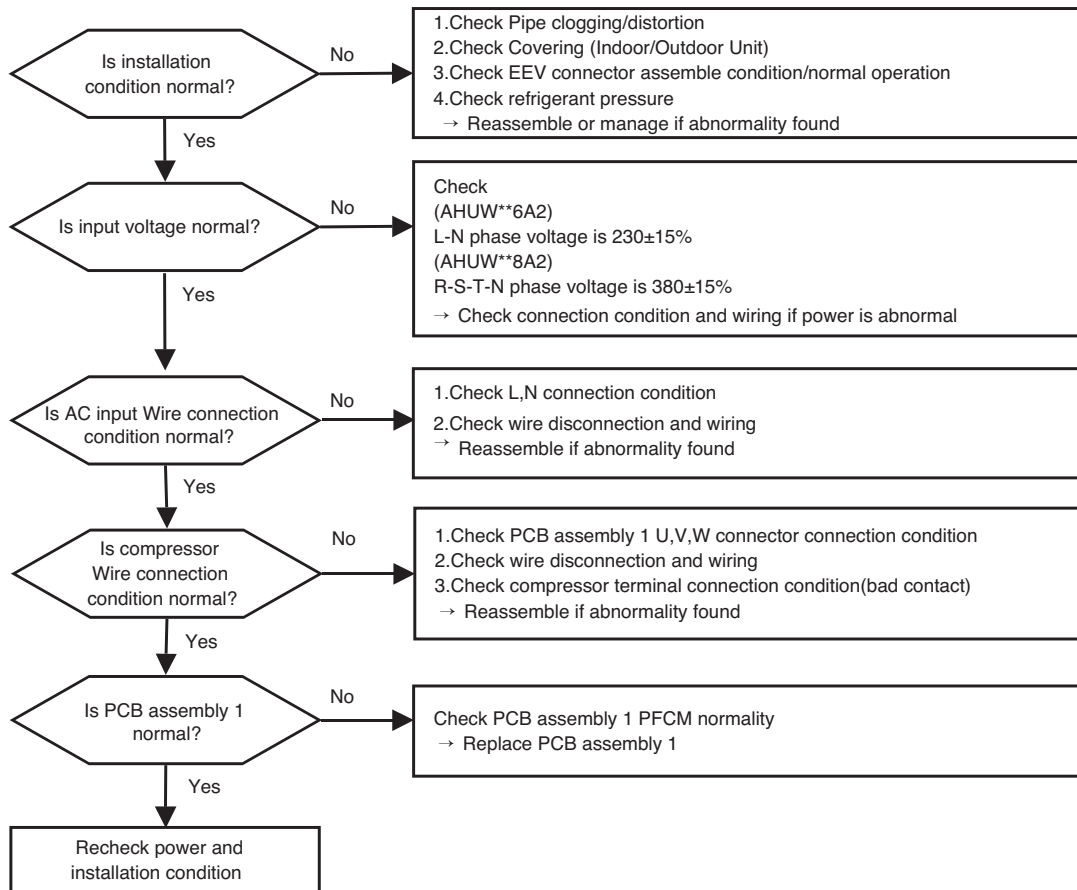 Is installation
condition normal?
No
1.Check Pipe clogging/distortion
2.Check Covering (Indoor/Outdoor Unit)
3.Check EEV connector assemble condition/normal operation
4.Check refrigerant pressure
→ Reassemble or manage if abnormality found
Yes
Is input voltage normal?
No
Check
(AHUW**6A2)
L-N phase voltage is 230±15%
(AHUW**8A2)
R-S-T-N phase voltage is 380±15%
→ Check connection condition and wiring if power is abnormal
Yes
Is AC input Wire connection
condition normal?
No
1.Check L,N connection condition
2.Check wire disconnection and wiring
→ Reassemble if abnormality found
Yes
Is compressor
Wire connection
condition normal?
No
1.Check PCB assembly 1 U,V,W connector connection condition
2.Check wire disconnection and wiring
3.Check compressor terminal connection condition(bad contact)
→ Reassemble if abnormality found
Yes
Is PCB assembly 1
normal?
No
Check PCB assembly 1 PFCM normality
→ Replace PCB assembly 1
Yes
Recheck power and
installation condition